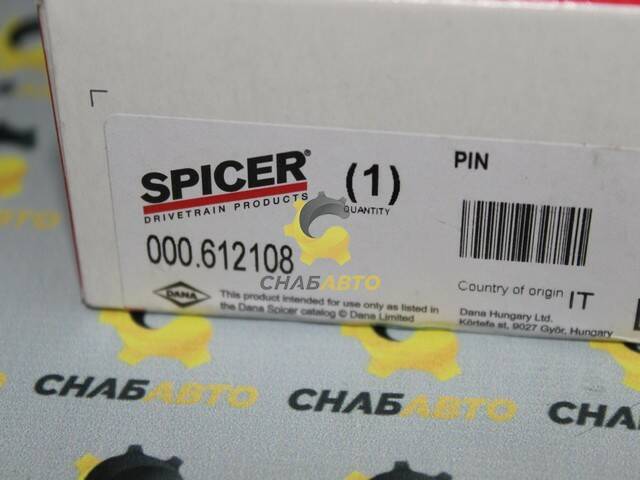 SPICER®
DRIVETRAIN PRODUCTS
(1)
QUANTITY
PIN
000.612108
СНАБАВТО
Country of origin IT
DANA
This product intended for use only as listed in
the Dana Spicer catalog © Dana Limited
Dana Hungary Ltd.
Körtefa st, 9027 Győr, Hungary
СНАБАВТО
СНАБАВТО
СНАБ